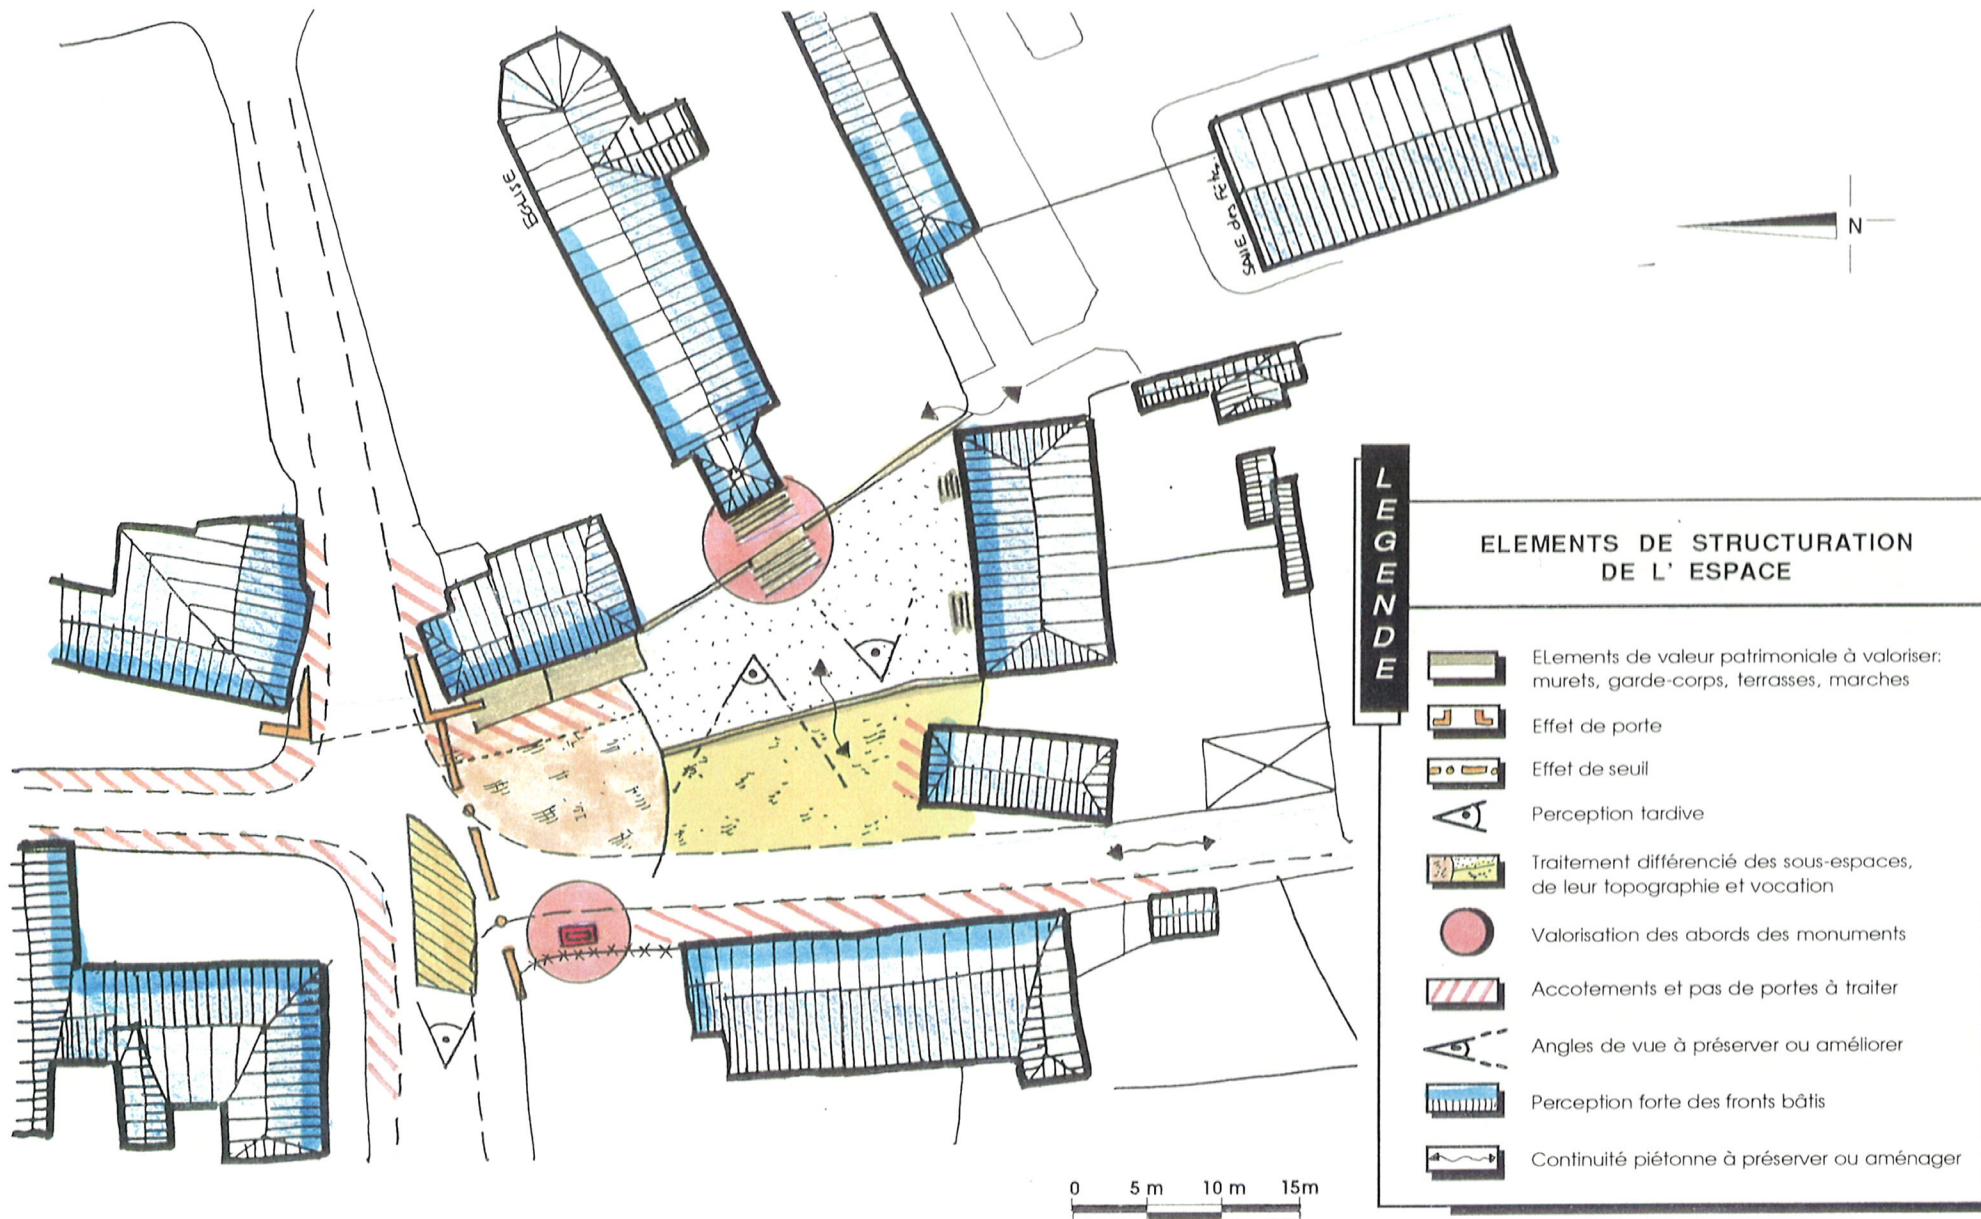 EGLISE
SAllE des Fêtes.
N
LEGENDE
ELEMENTS DE STRUCTURATION
DE L' ESPACE
ELements de valeur patrimoniale à valoriser:
murets, garde-corps, terrasses, marches
Effet de porte
Effet de seuil
Perception tardive
Traitement différencié des sous-espaces,
de leur topographie et vocation
Valorisation des abords des monuments
Accotements et pas de portes à traiter
Angles de vue à préserver ou améliorer
Perception forte des fronts bâtis
Continuité piétonne à préserver ou aménager
0 5 m 10 m 15m